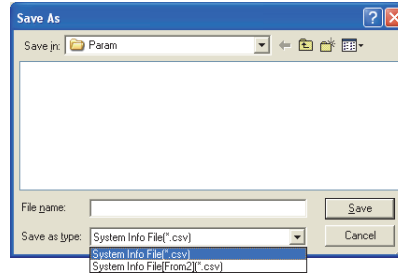 Save As
Save in: Param
File name:
Save
Save as type: System Info File(*.csv)
Cancel
System Info File(*.csv)
System Info File[From2](*.csv)